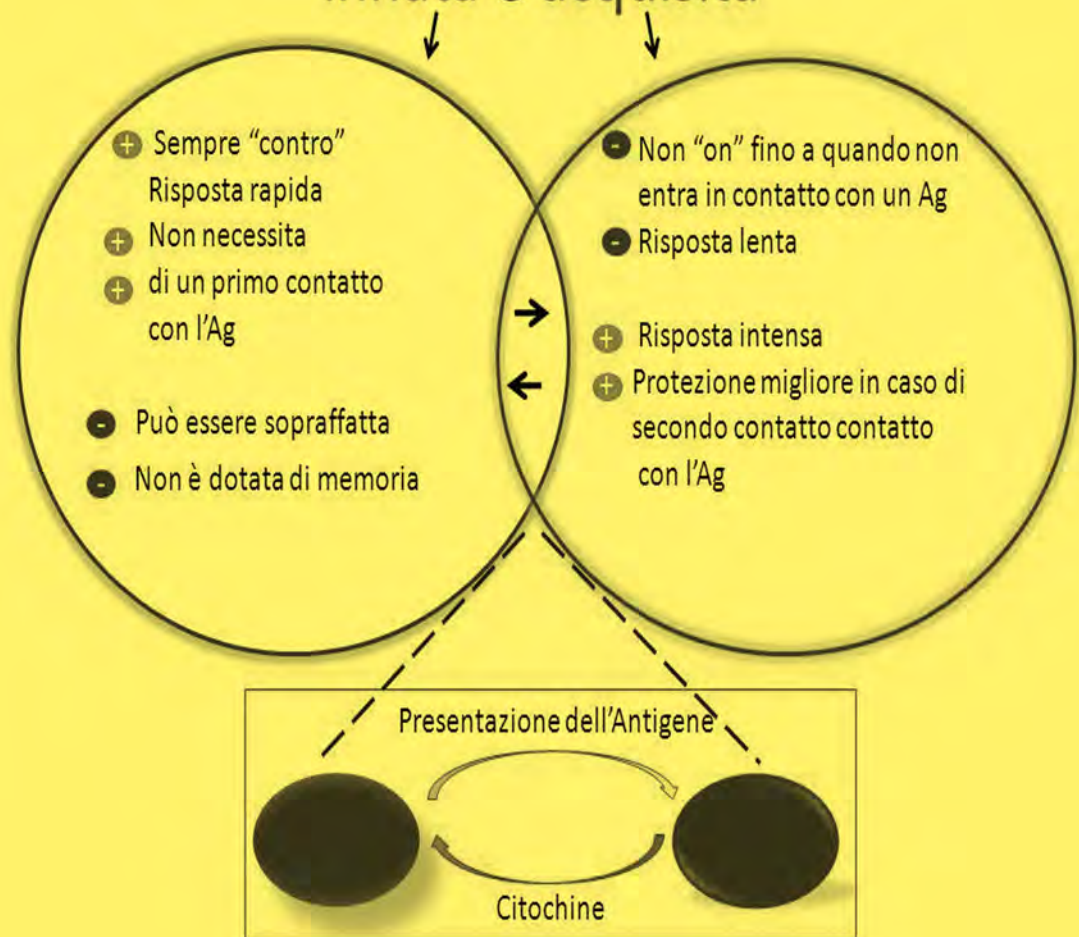 Sempre “contro”
Risposta rapida
Non necessita
di un primo contatto
con l’Ag
Può essere sopraffatta
Non è dotata di memoria
Non “on” fino a quando non
entra in contatto con un Ag
Risposta lenta
Risposta intensa
Protezione migliore in caso di
secondo contatto contatto
con l’Ag
Presentazione dell’Antigene
Citochine